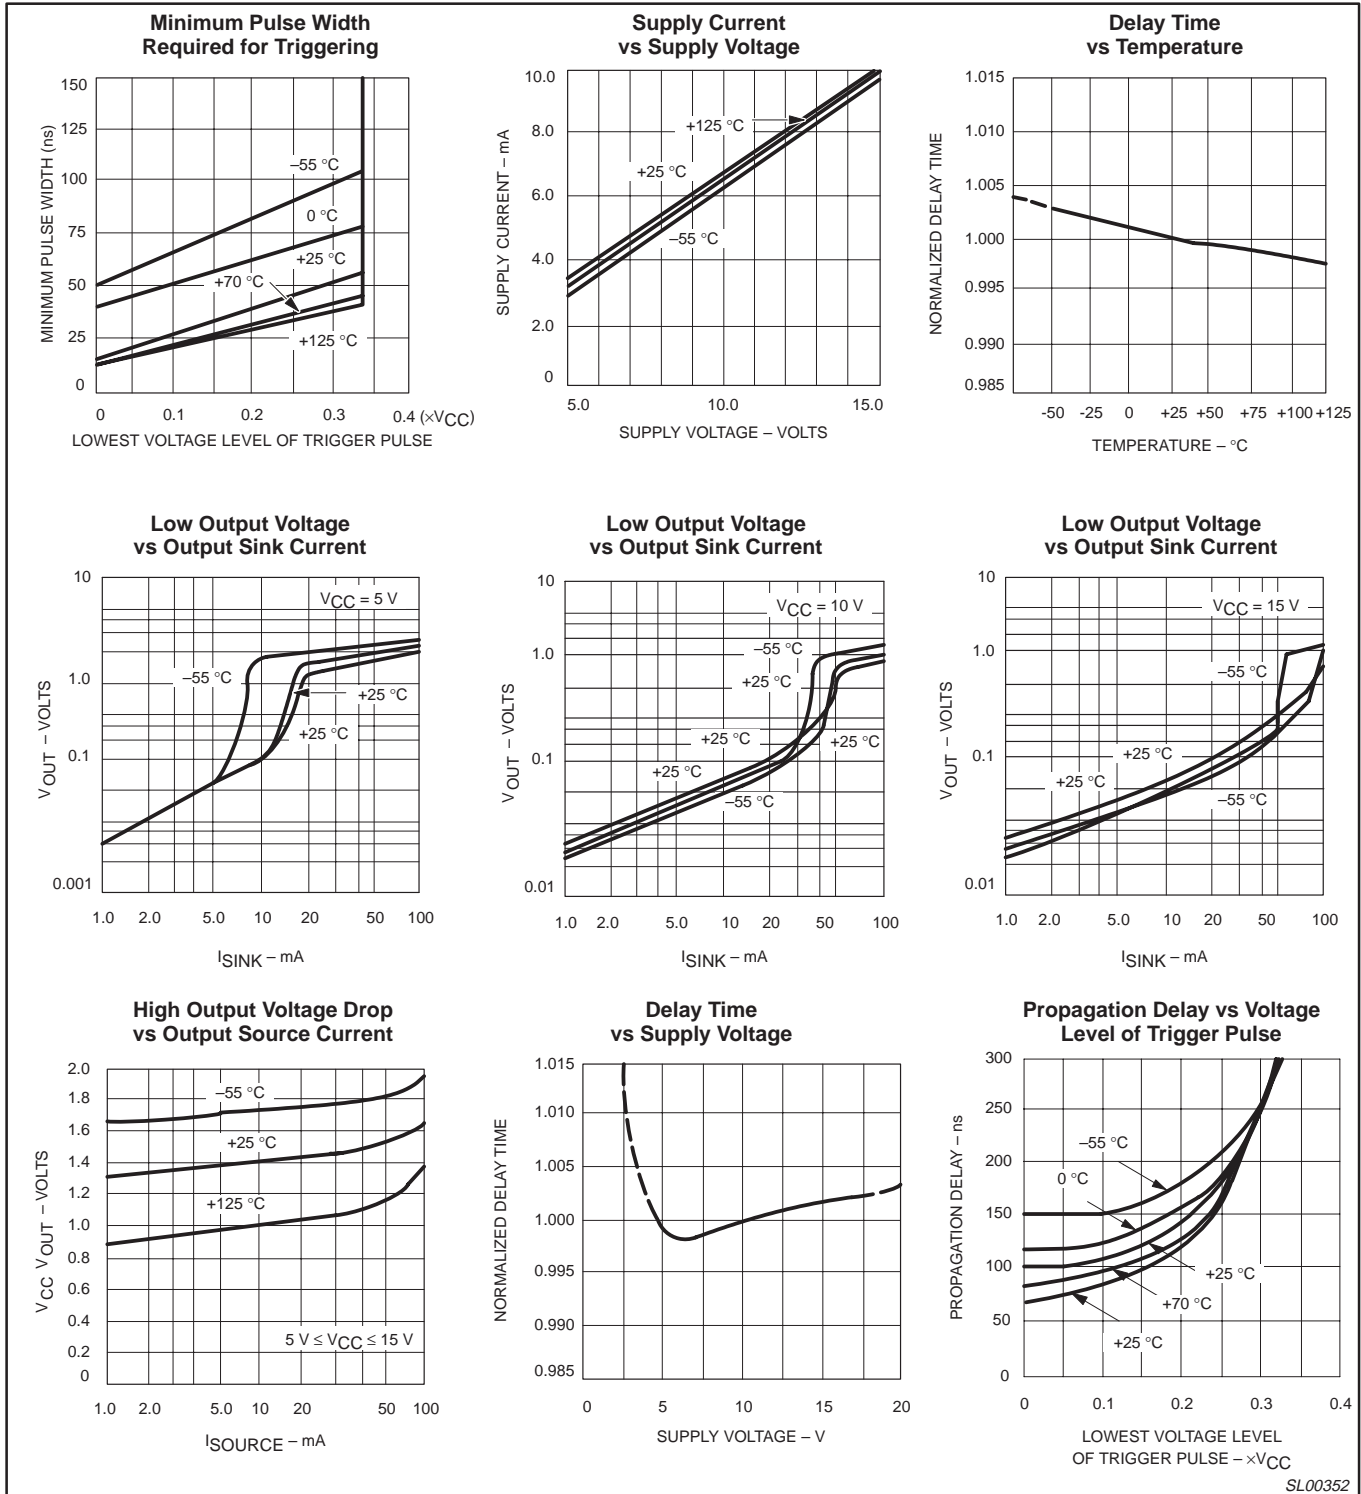 Minimum Pulse Width
Required for Triggering
MINIMUM PULSE WIDTH (ns)
150
125
100
75
50
25
0
–55 °C
0 °C
+25 °C
+70 °C
+125 °C
0 0.1 0.2 0.3 0.4 (×VCC)
LOWEST VOLTAGE LEVEL OF TRIGGER PULSE
Supply Current
vs Supply Voltage
SUPPLY CURRENT – mA
10.0
8.0
6.0
4.0
2.0
0
+125 °C
+25 °C
–55 °C
5.0 10.0 15.0
SUPPLY VOLTAGE – VOLTS
Delay Time
vs Temperature
NORMALIZED DELAY TIME
1.015
1.010
1.005
1.000
0.995
0.990
0.985
-50 -25 0 +25 +50 +75 +100 +125
TEMPERATURE – °C
Low Output Voltage
vs Output Sink Current
VOUT – VOLTS
10
1.0
0.1
0.001
VCC = 5 V
–55 °C
+25 °C
+25 °C
1.0 2.0 5.0 10 20 50 100
ISINK – mA
Low Output Voltage
vs Output Sink Current
VOUT – VOLTS
10
1.0
0.1
0.01
VCC = 10 V
–55 °C
+25 °C
+25 °C
+25 °C
+25 °C
–55 °C
1.0 2.0 5.0 10 20 50 100
ISINK – mA
Low Output Voltage
vs Output Sink Current
VOUT – VOLTS
10
1.0
0.1
0.01
VCC = 15 V
–55 °C
+25 °C
+25 °C
–55 °C
1.0 2.0 5.0 10 20 50 100
ISINK – mA
High Output Voltage Drop
vs Output Source Current
VCC VOUT – VOLTS
2.0
1.8
1.6
1.4
1.2
1.0
0.8
0.6
0.4
0.2
0
–55 °C
+25 °C
+125 °C
5 V ≤ VCC ≤ 15 V
1.0 2.0 5.0 10 20 50 100
ISOURCE – mA
Delay Time
vs Supply Voltage
NORMALIZED DELAY TIME
1.015
1.010
1.005
1.000
0.995
0.990
0.985
0 5 10 15 20
SUPPLY VOLTAGE – V
Propagation Delay vs Voltage
Level of Trigger Pulse
PROPAGATION DELAY – ns
300
250
200
150
100
50
0
–55 °C
0 °C
+25 °C
+70 °C
+25 °C
0 0.1 0.2 0.3 0.4
LOWEST VOLTAGE LEVEL
OF TRIGGER PULSE – ×VCC
SL00352